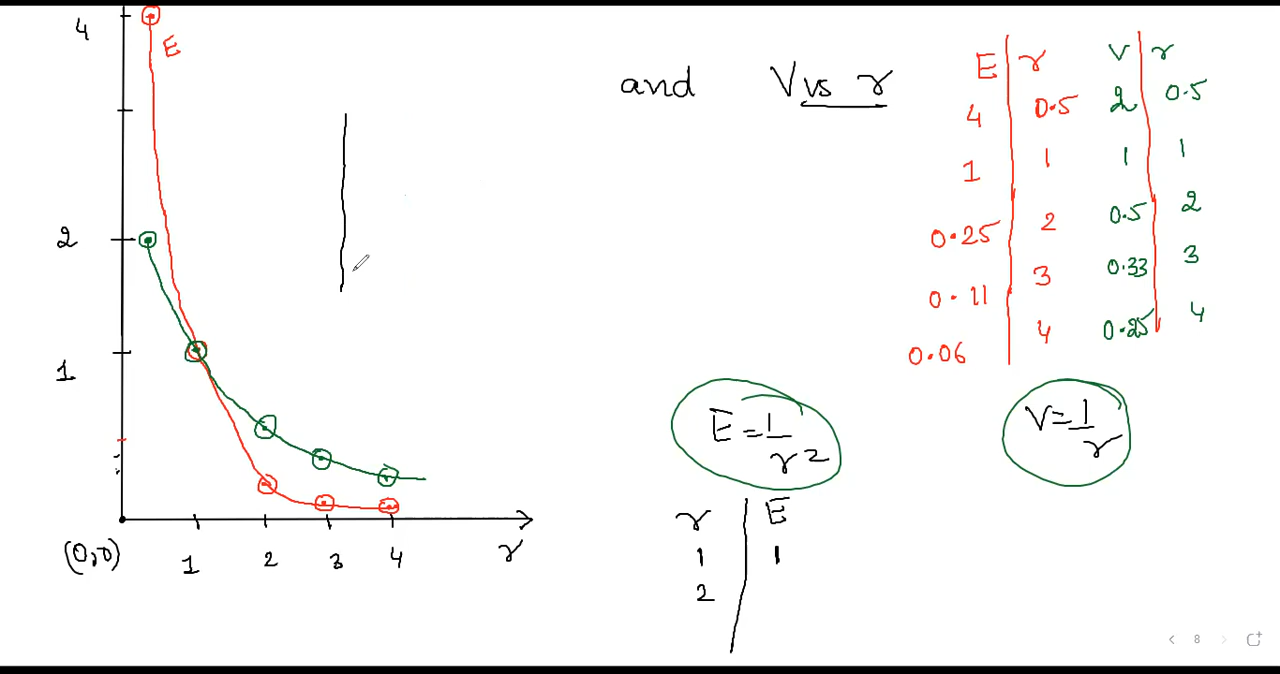 and V vs r
E
4
2
1
(0,0) 1 2 3 4 r
E r V r
4 0.5 2 0.5
1 1 1 1
0.25 2 0.5 2
0.11 3 0.33 3
0.06 4 0.25 4
E = 1/r2
V = 1/r
r E
1 1
2
8